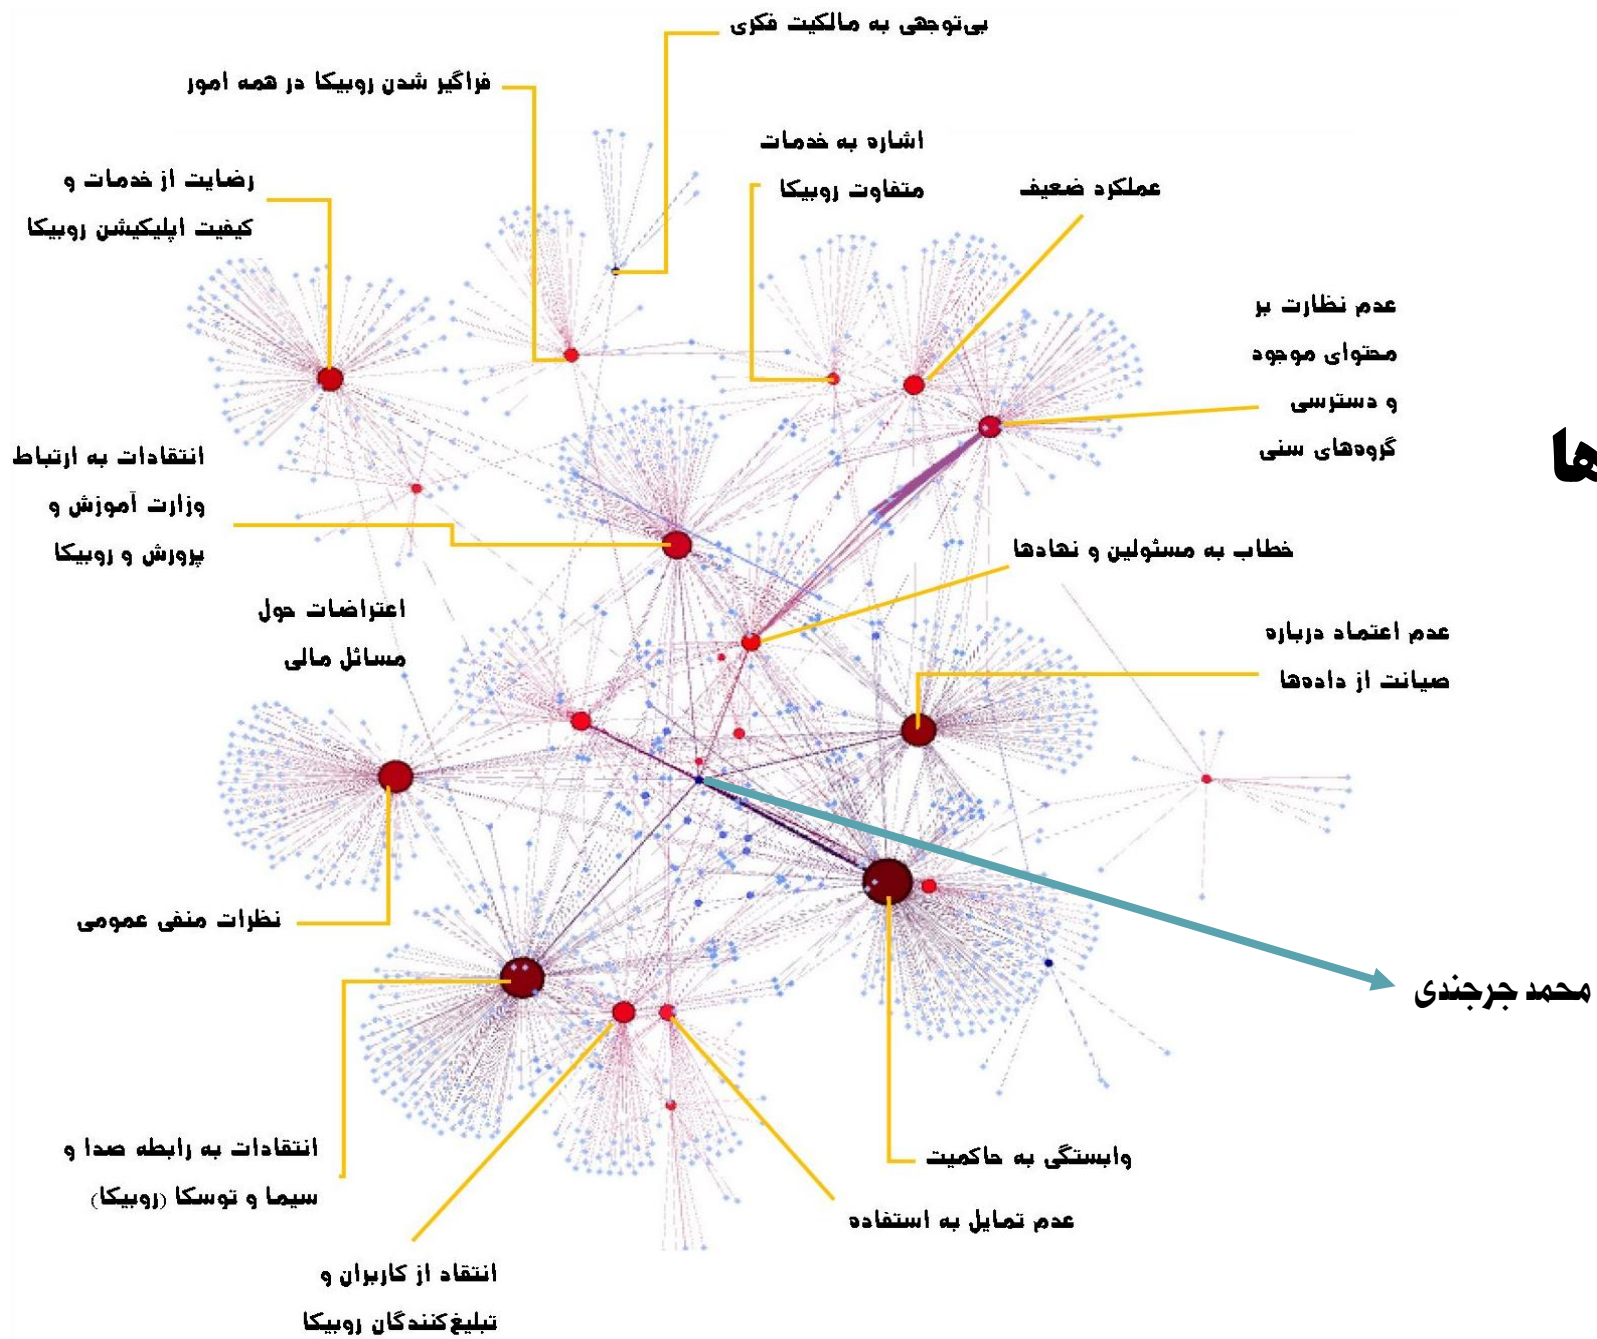 بی‌توجهی به مالکیت فکری
فراگیر شدن روبیکا در همه امور
اشاره به خدمات
متفاوت روبیکا
عملکرد ضعیف
رضایت از خدمات و
کیفیت اپلیکیشن روبیکا
عدم نظارت بر
محتوای موجود
و دسترسی
گروه‌های سنی
ها
انتقادات به ارتباط
وزارت آموزش و
پرورش و روبیکا
خطاب به مسئولین و نهادها
اعتراضات حول
مسائل مالی
عدم اعتماد درباره
صیانت از داده‌ها
نظرات منفی عمومی
محمد جرجندی
انتقادات به رابطه صدا و
سیما و توسکا (روبیکا)
وابستگی به حاکمیت
عدم تمایل به استفاده
انتقاد از کاربران و
تبلیغ‌کنندگان روبیکا